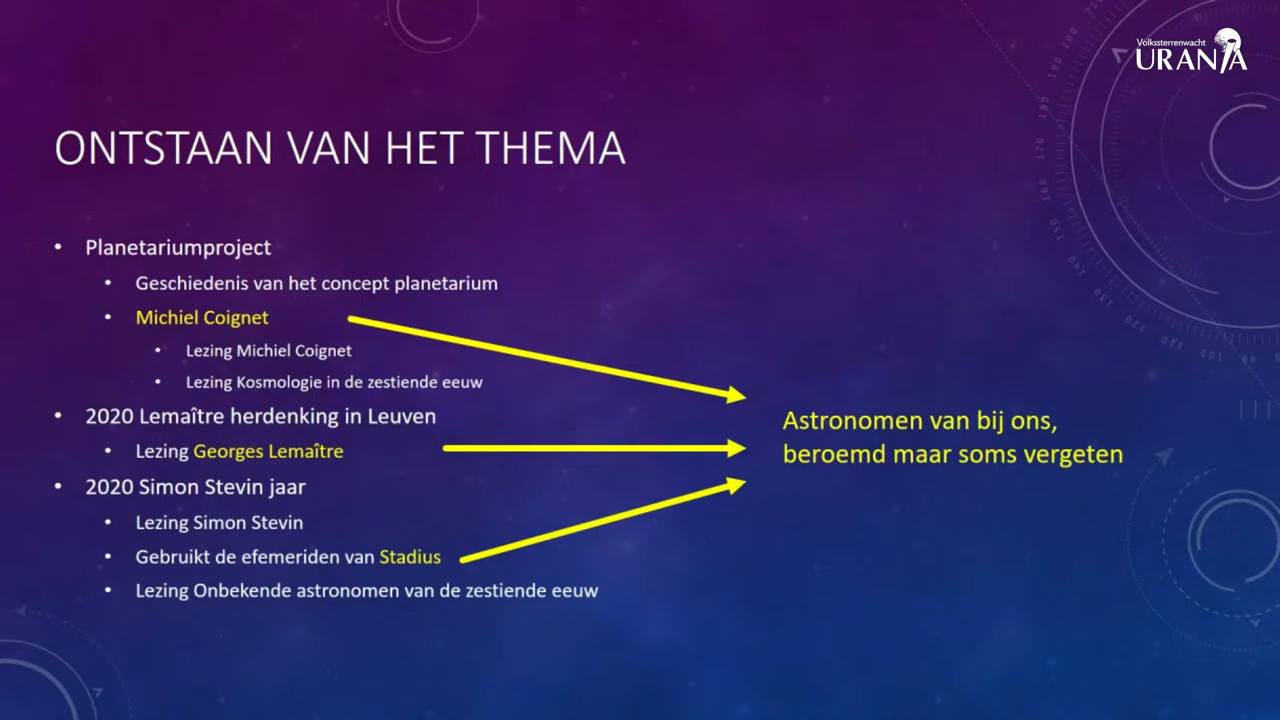 Volkssterrenwacht
URANIA
ONTSTAAN VAN HET THEMA
• Planetariumproject
• Geschiedenis van het concept planetarium
• Michiel Coignet
• Lezing Michiel Coignet
• Lezing Kosmologie in de zestiende eeuw
• 2020 Lemaître herdenking in Leuven
• Lezing Georges Lemaître
• 2020 Simon Stevin jaar
• Lezing Simon Stevin
• Gebruikt de efemeriden van Stadius
• Lezing Onbekende astronomen van de zestiende eeuw
Astronomen van bij ons,
beroemd maar soms vergeten